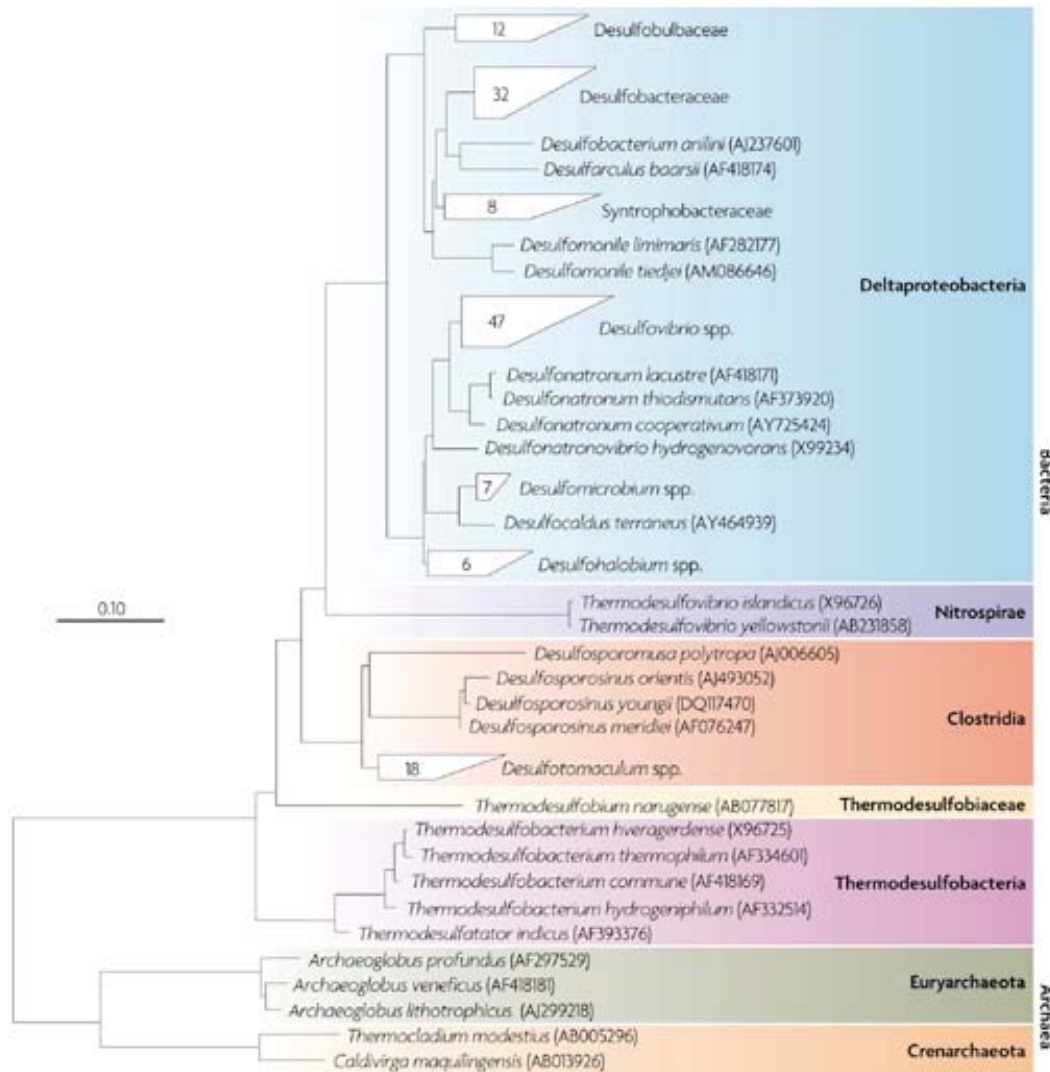 12 Desulfobulbaceae
32 Desulfobacteraceae
Desulfobacterium anilini (AJ237601)
Desulfarculus baarsii (AF418174)
8 Syntrophobacteraceae
Desulfomonile limimaris (AF282177)
Desulfomonile tiedjei (AM086646)
Deltaproteobacteria
47 Desulfovibrio spp.
Desulfonatronum lacustre (AF418171)
Desulfonatronum thiodismutans (AF373920)
Desulfonatronum cooperativum (AY725424)
Desulfonatronovibrio hydrogenovorans (X99234)
7 Desulfomicrobium spp.
Desulfocaldus terraneus (AY464939)
6 Desulfohalobium spp.
Bacteria
0.10
Thermodesulfovibrio islandicus (X96726)
Nitrospirae
Thermodesulfovibrio yellowstonii (AB231858)
Desulfosporomusa polytropa (AJ006605)
Desulfosporosinus orientis (AJ493052)
Desulfosporosinus youngii (DQ117470)
Clostridia
Desulfosporosinus meridiei (AF076247)
18 Desulfotomaculum spp.
Thermodesulfobium narugense (AB077817) Thermodesulfobiaceae
Thermodesulfobacterium hveragerdense (X96725)
Thermodesulfobacterium thermophilum (AF334601)
Thermodesulfobacterium commune (AF418169) Thermodesulfobacteria
Thermodesulfobacterium hydrogeniphilum (AF332514)
Thermodesulfatator indicus (AF393376)
Archaeoglobus profundus (AF297529)
Archaeoglobus veneficus (AF418181) Euryarchaeota
Archaeoglobus lithotrophicus (AJ299218)
Thermocladium modestius (AB005296)
Caldivirga maquilingensis (AB013926) Crenarchaeota
Archaea